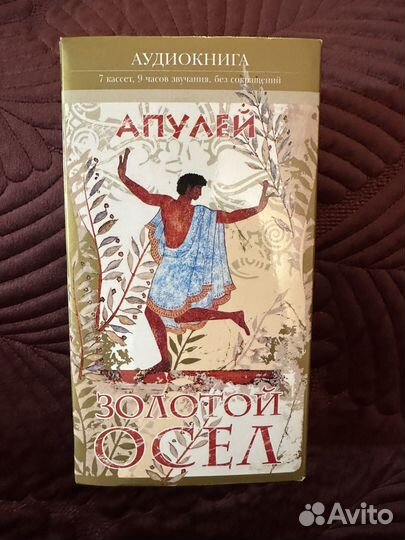 АУДИОКНИГА
7 кассет, 9 часов звучания, без сокращений
АПУЛЕЙ
ЗОЛОТОЙ
ОСЕЛ
Avito